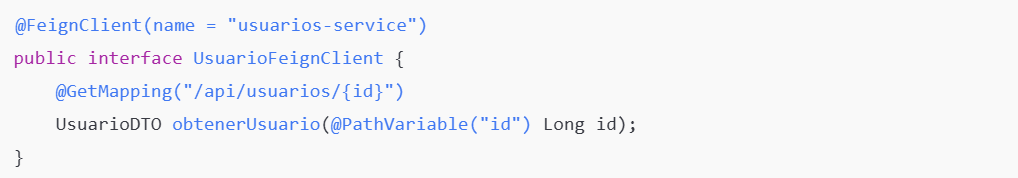 @FeignClient(name = "usuarios-service")
public interface UsuarioFeignClient {
    @GetMapping("/api/usuarios/{id}")
    UsuarioDTO obtenerUsuario(@PathVariable("id") Long id);
}